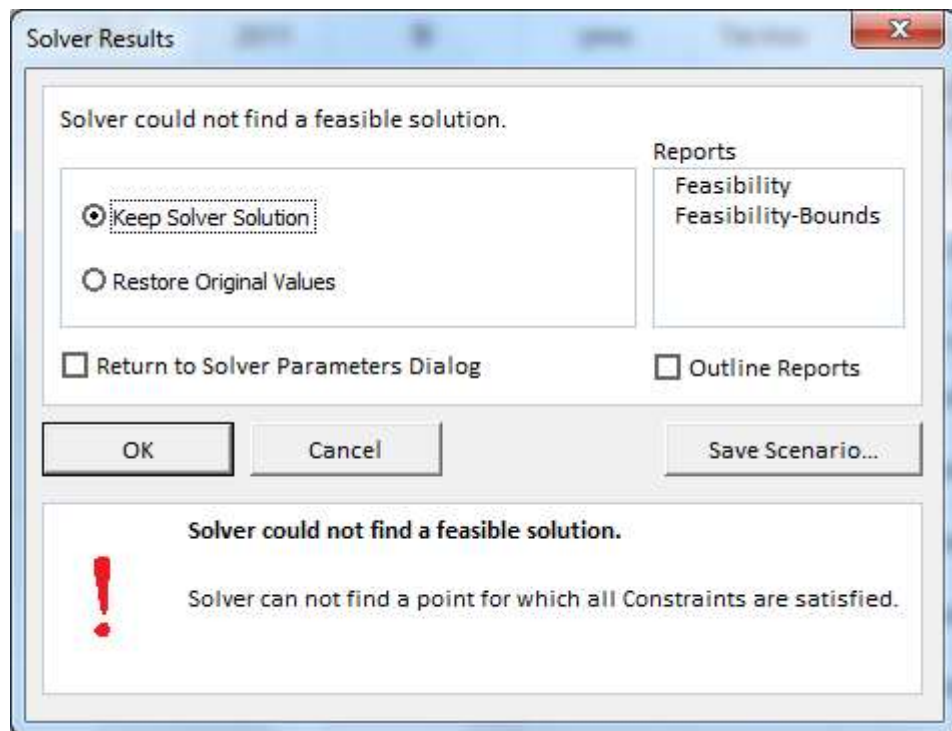 Solver Results
Solver could not find a feasible solution.
Reports
Keep Solver Solution
Restore Original Values
Feasibility
Feasibility-Bounds
Return to Solver Parameters Dialog
Outline Reports
OK
Cancel
Save Scenario...
Solver could not find a feasible solution.
Solver can not find a point for which all Constraints are satisfied.